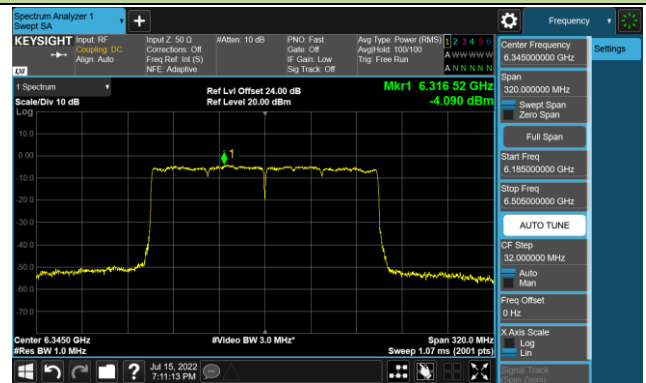 Spectrum Analyzer 1
Swept SA
Frequency
KEYSIGHT
Input: RF
Coupling: DC
Align: Auto
Input Z: 50 Ω
Corrections: Off
Freq Ref: Int (S)
NFE: Adaptive
#Atten: 10 dB
PNO: Fast
Gate: Off
IF Gain: Low
Sig Track: Off
Avg Type: Power (RMS)
Avg|Hold: 100/100
Trig: Free Run
1 2 3 4 5 6
A W W W W W
A N N N N N
LXI
1 Spectrum
Scale/Div 10 dB
Log
Ref Lvl Offset 24.00 dB
Ref Level 20.00 dBm
Mkr1 6.316 52 GHz
-4.090 dBm
1
10.0
0.00
-10.0
-20.0
-30.0
-40.0
-50.0
-60.0
-70.0
Center 6.3450 GHz
#Res BW 1.0 MHz
#Video BW 3.0 MHz*
Span 320.0 MHz
Sweep 1.07 ms (2001 pts)
Center Frequency
6.345000000 GHz
Settings
Span
320.000000 MHz
Swept Span
Zero Span
Full Span
Start Freq
6.185000000 GHz
Stop Freq
6.505000000 GHz
AUTO TUNE
CF Step
32.000000 MHz
Auto
Man
Freq Offset
0 Hz
X Axis Scale
Log
Lin
Signal Track
(Span Zoom)
?
Jul 15, 2022
7:11:13 PM